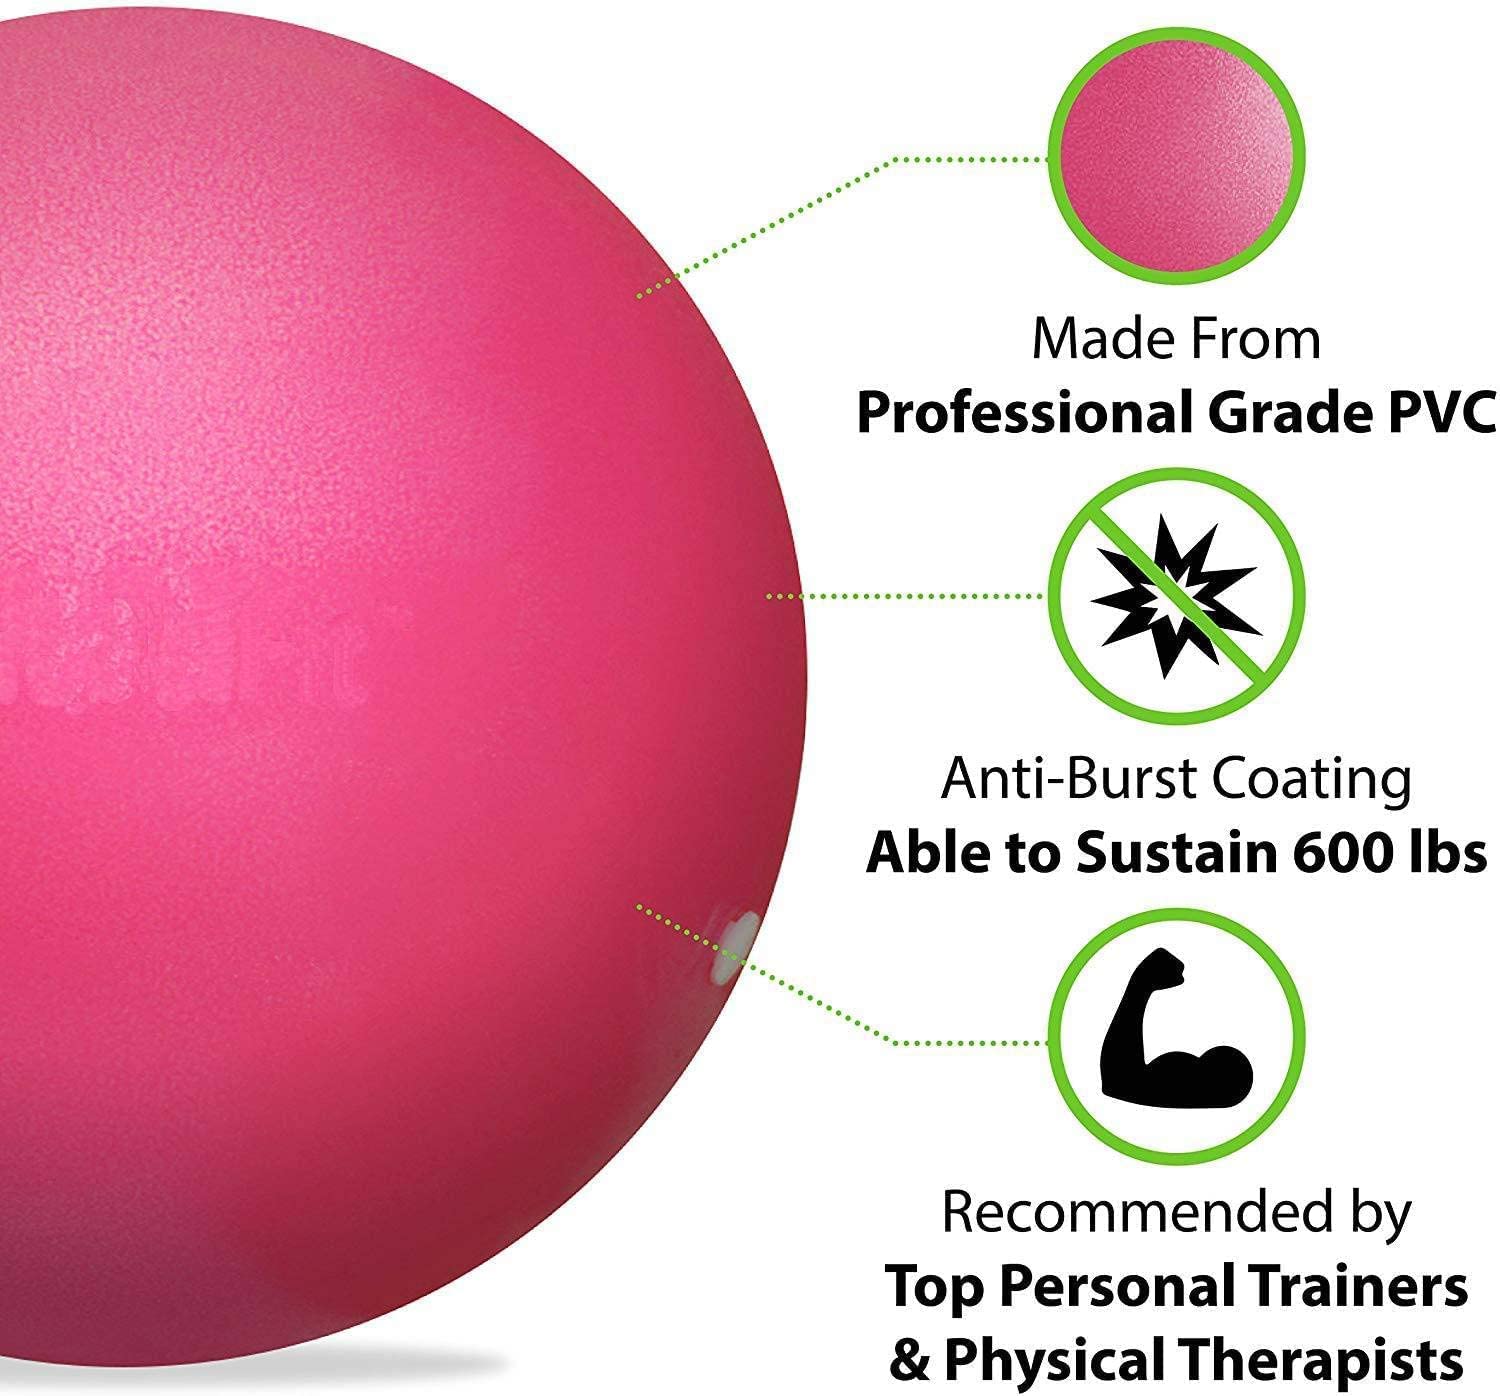 Made From
Professional Grade PVC
Anti-Burst Coating
Able to Sustain 600 lbs
Recommended by
Top Personal Trainers
& Physical Therapists